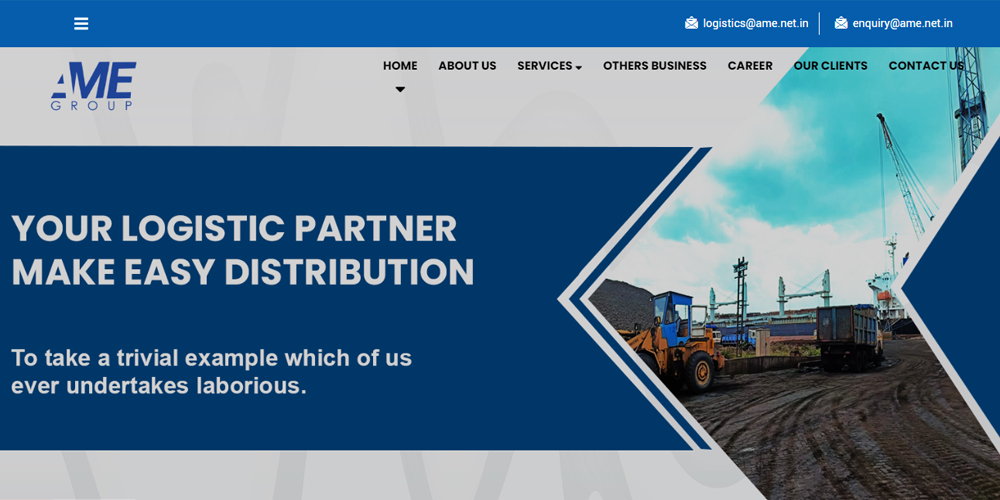 logistics@ame.net.in
enquiry@ame.net.in
AME
GROUP
HOME ABOUT US SERVICES OTHERS BUSINESS CAREER OUR CLIENTS CONTACT US
YOUR LOGISTIC PARTNER
MAKE EASY DISTRIBUTION
To take a trivial example which of us
ever undertakes laborious.